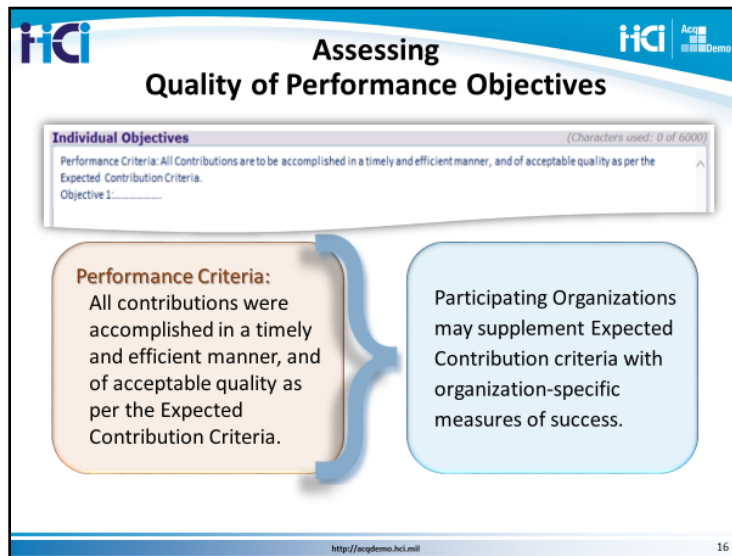 HCi
Assessing
Quality of Performance Objectives
HCi
Acq
Demo
Individual Objectives
(Characters used: 0 of 6000)
Performance Criteria: All Contributions are to be accomplished in a timely and efficient manner, and of acceptable quality as per the
Expected Contribution Criteria.
Objective 1:....................
Performance Criteria:
All contributions were
accomplished in a timely
and efficient manner, and
of acceptable quality as
per the Expected
Contribution Criteria.
Participating Organizations
may supplement Expected
Contribution criteria with
organization-specific
measures of success.
http://acqdemo.hci.mil
16